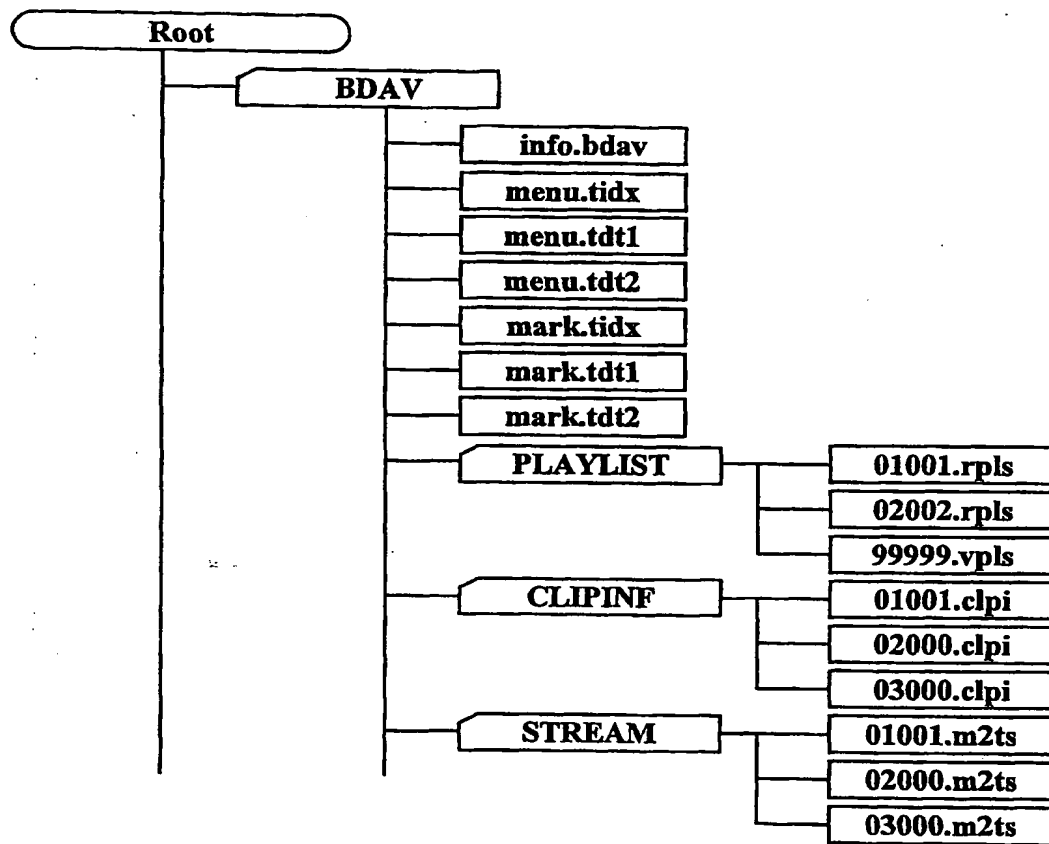 Root
BDAV
info.bdav
menu.tidx
menu.tdt1
menu.tdt2
mark.tidx
mark.tdt1
mark.tdt2
PLAYLIST
01001.rpls
02002.rpls
99999.vpls
CLIPINF
01001.clpi
02000.clpi
03000.clpi
STREAM
01001.m2ts
02000.m2ts
03000.m2ts